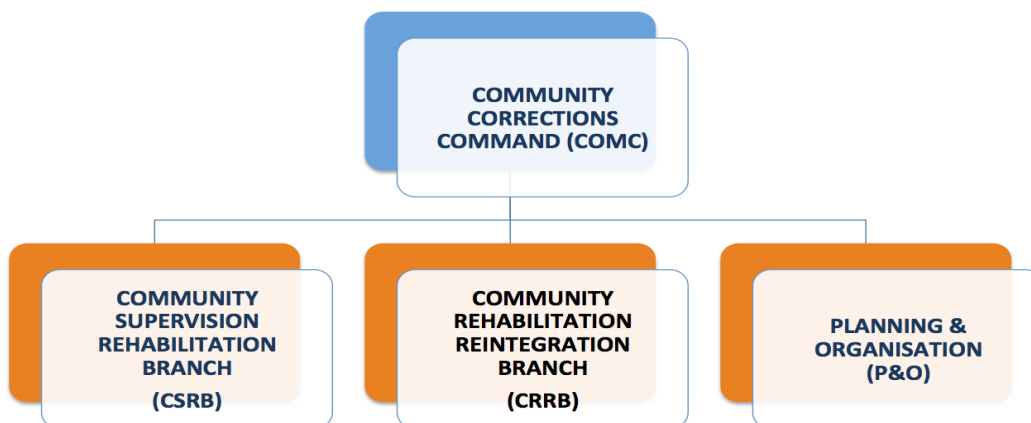 COMMUNITY
CORRECTIONS
COMMAND (COMC)
COMMUNITY
SUPERVISION
REHABILITATION
BRANCH
(CSRB)
COMMUNITY
REHABILITATION
REINTEGRATION
BRANCH
(CRRB)
PLANNING &
ORGANISATION
(P&O)